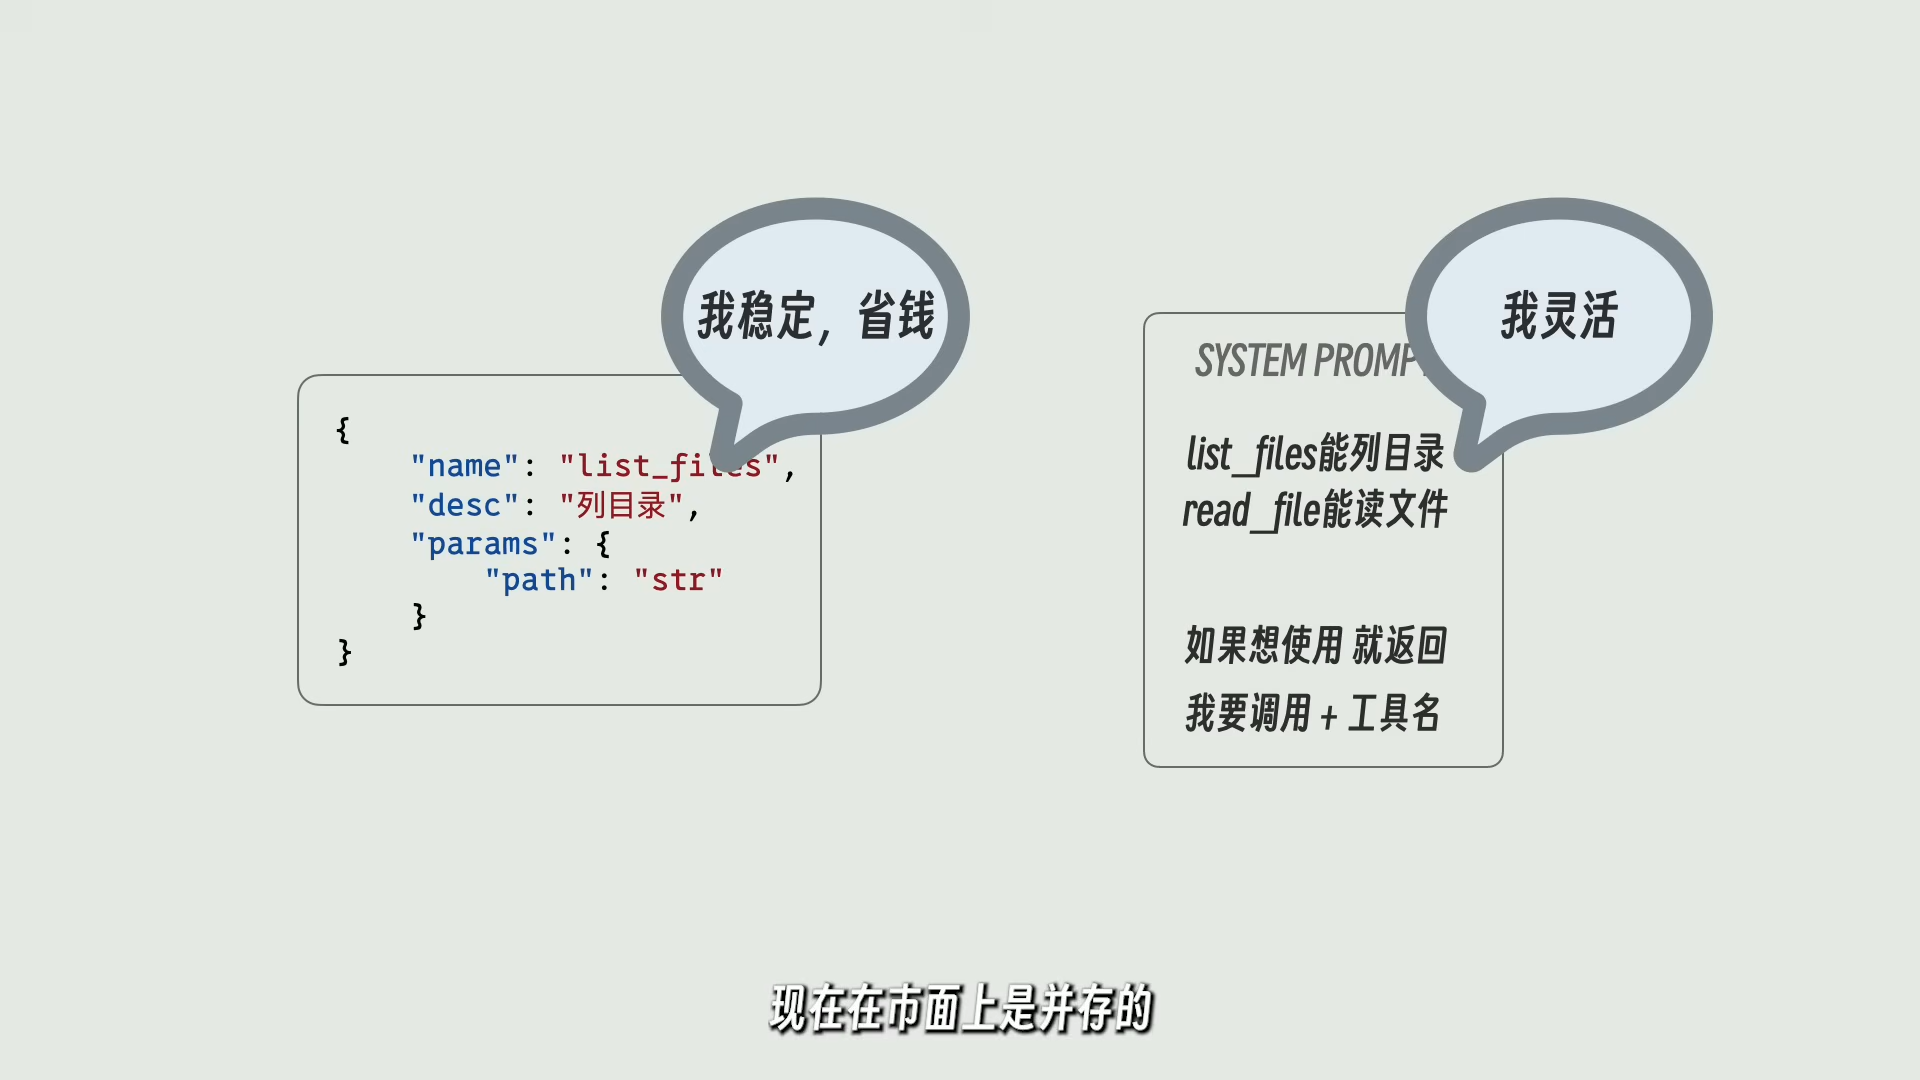 我稳定，省钱
{
"name": "list_files",
"desc": "列目录",
"params": {
"path": "str"
}
}
我灵活
SYSTEM PROMP
list_files能列目录
read_file能读文件
如果想使用 就返回
我要调用 + 工具名
现在在市面上是并存的